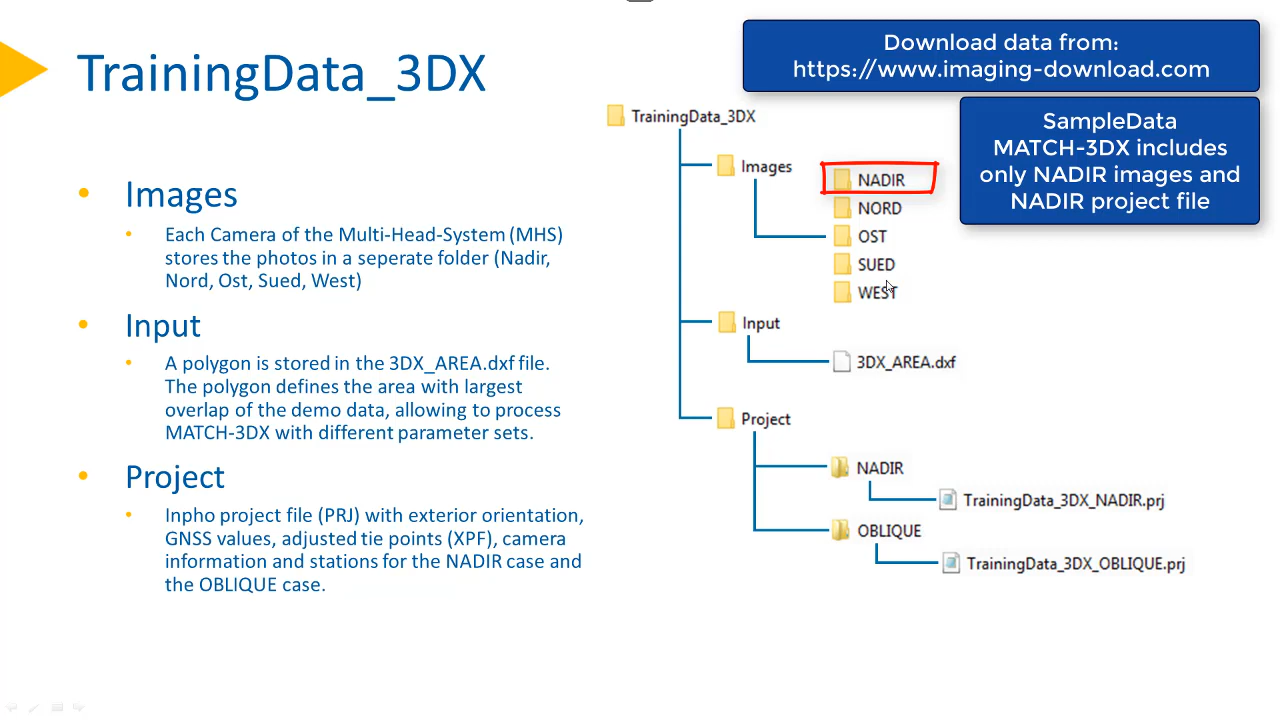 TrainingData_3DX
• Images
• Each Camera of the Multi-Head-System (MHS)
stores the photos in a seperate folder (Nadir,
Nord, Ost, Sued, West)
• Input
• A polygon is stored in the 3DX_AREA.dxf file.
The polygon defines the area with largest
overlap of the demo data, allowing to process
MATCH-3DX with different parameter sets.
• Project
• Inpho project file (PRJ) with exterior orientation,
GNSS values, adjusted tie points (XPF), camera
information and stations for the NADIR case and
the OBLIQUE case.
Download data from:
https://www.imaging-download.com
SampleData
MATCH-3DX includes
only NADIR images and
NADIR project file
TrainingData_3DX
Images
NADIR
NORD
OST
SUED
WEST
Input
3DX_AREA.dxf
Project
NADIR
TrainingData_3DX_NADIR.prj
OBLIQUE
TrainingData_3DX_OBLIQUE.prj